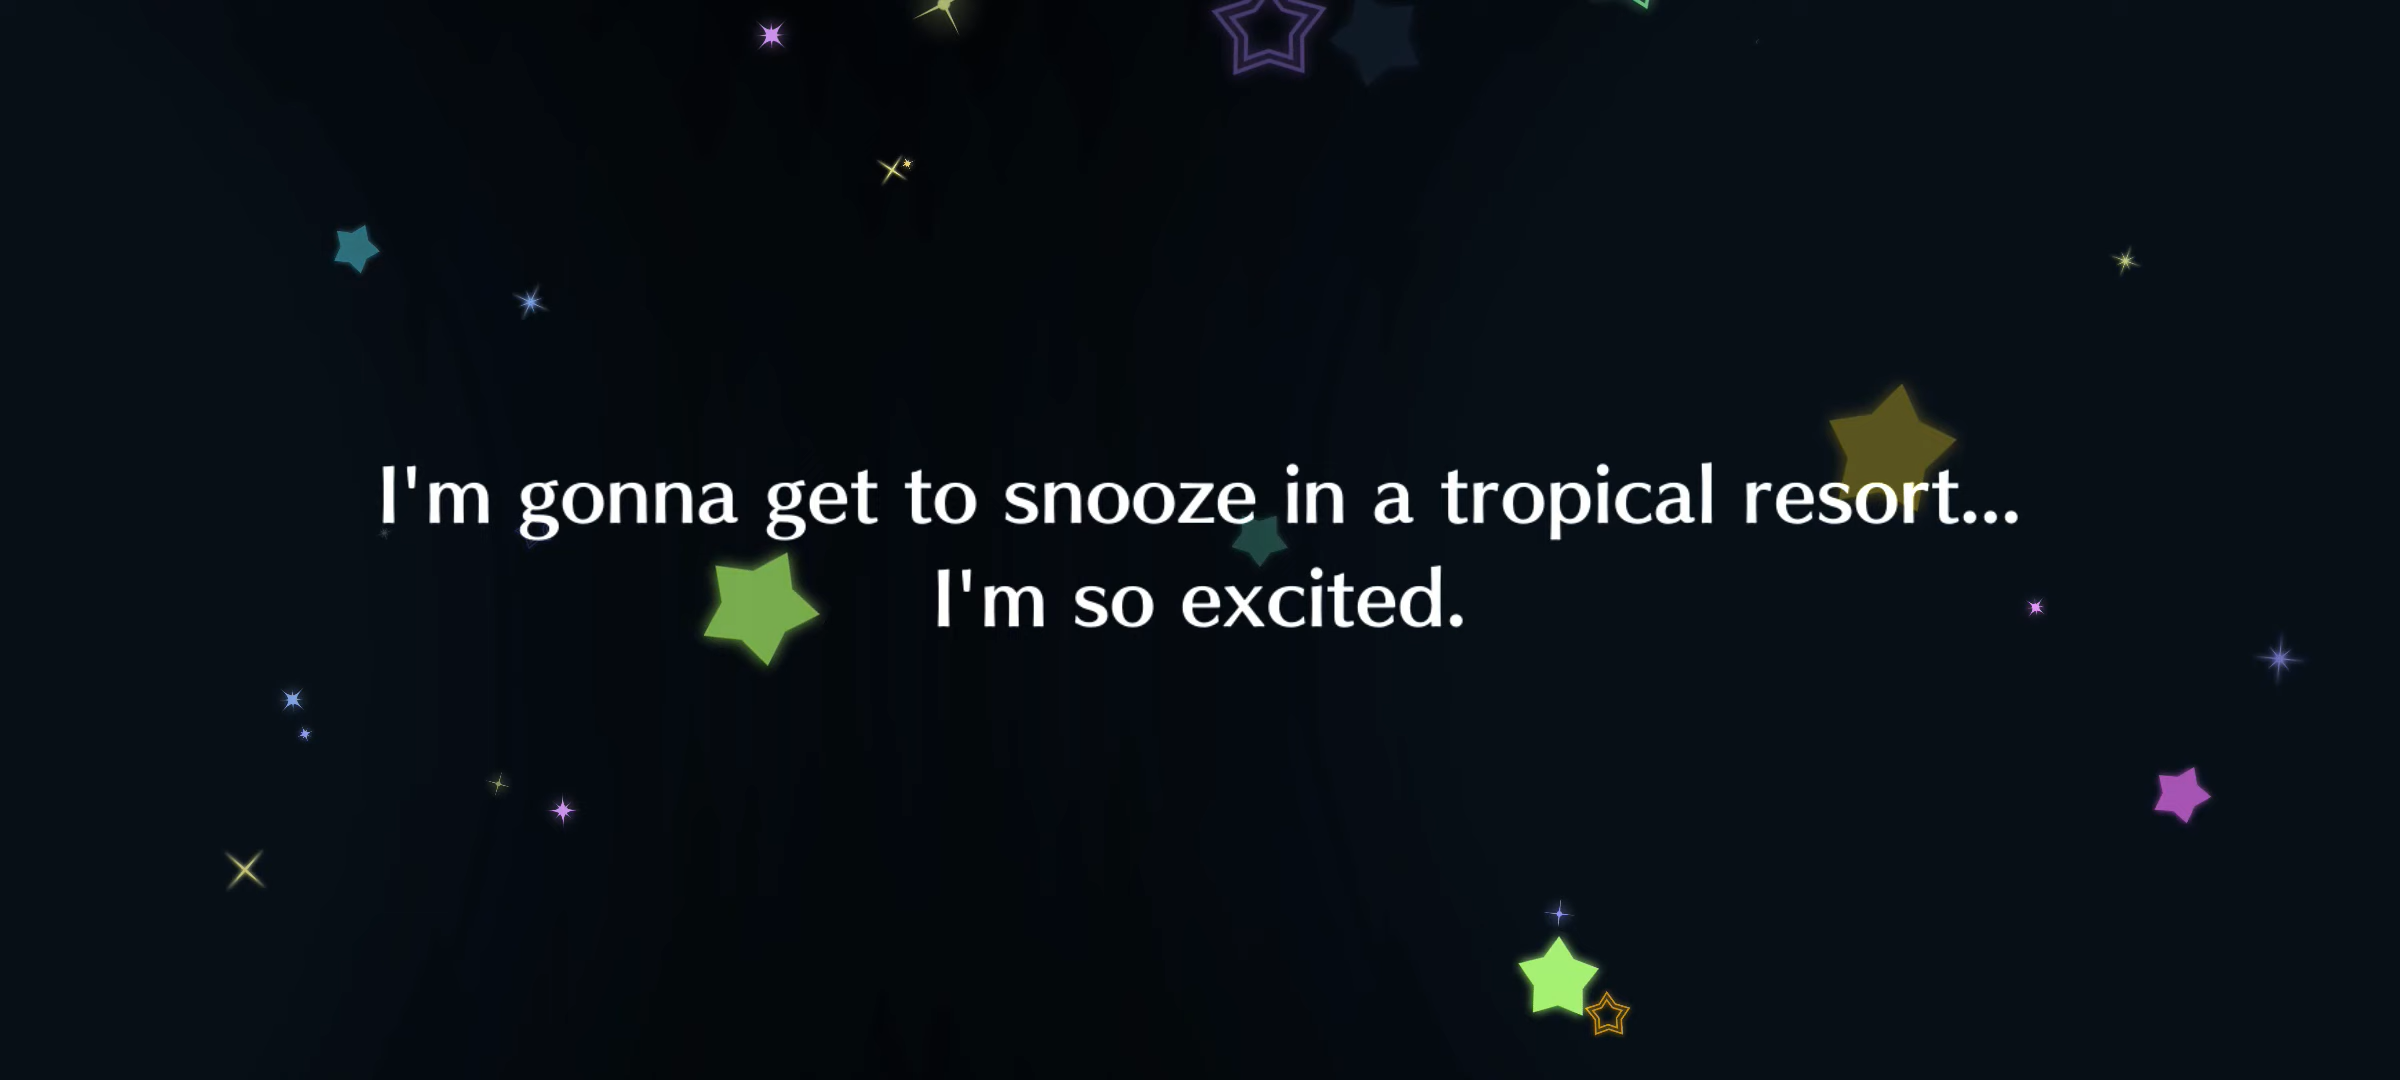 I'm gonna get to snooze in a tropical resort...
I'm so excited.